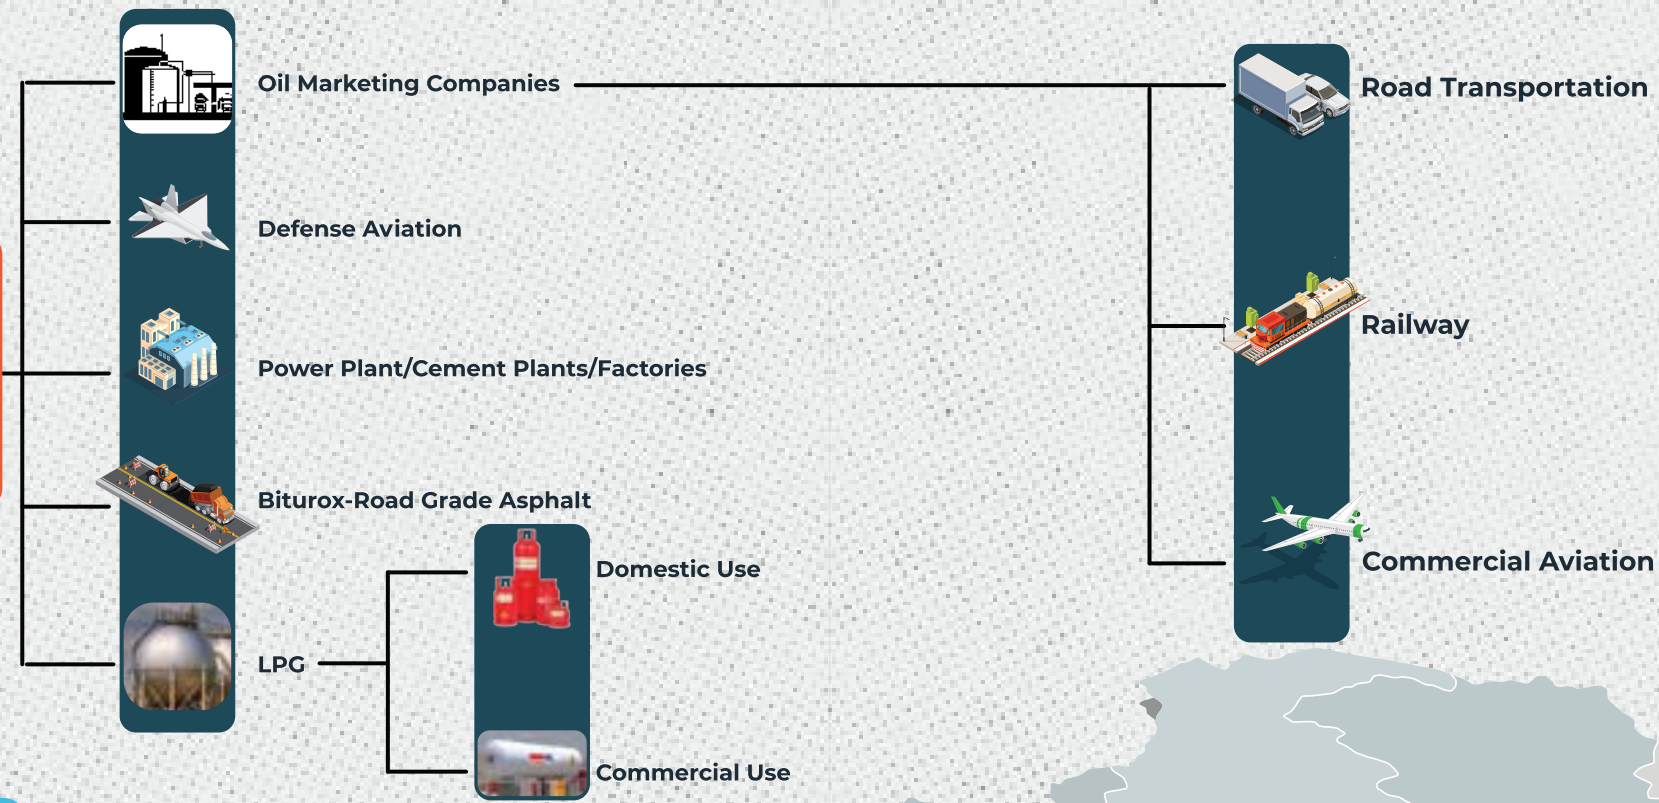 Oil Marketing Companies
Defense Aviation
Power Plant/Cement Plants/Factories
Biturox-Road Grade Asphalt
LPG
Domestic Use
Commercial Use
Road Transportation
Railway
Commercial Aviation